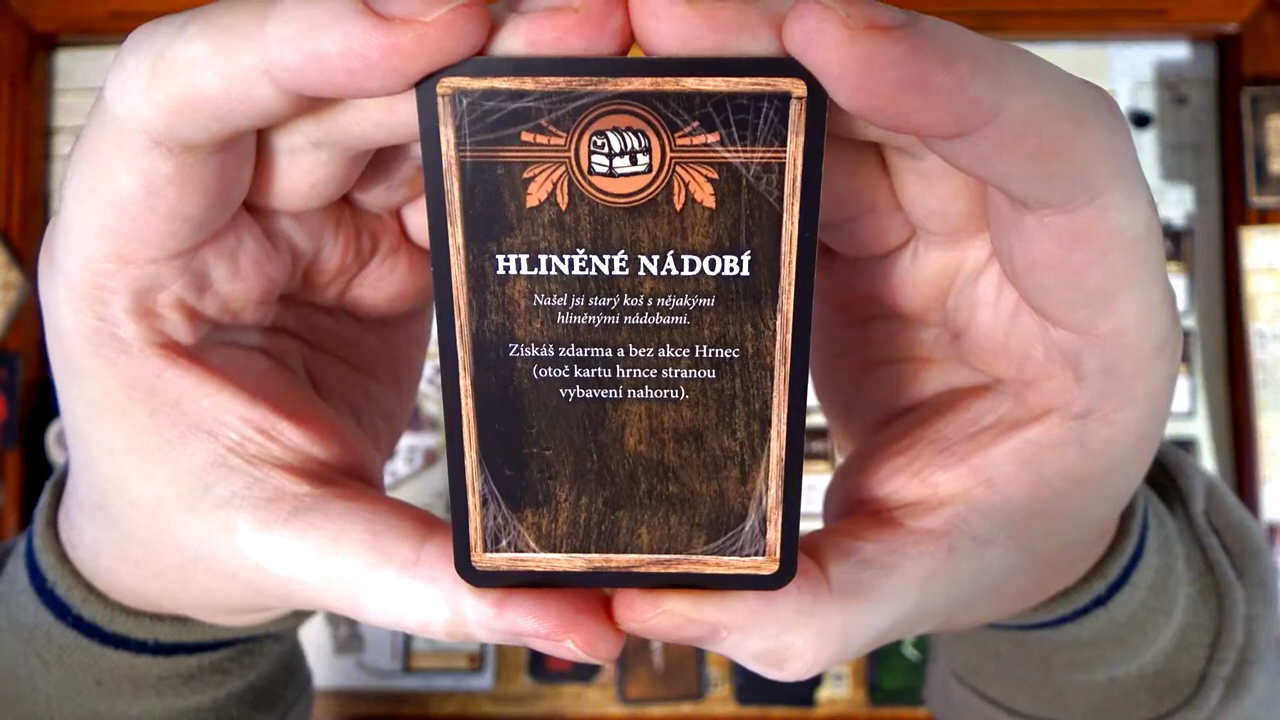 HLINĚNÉ NÁDOBÍ
Našel jsi starý koš s nějakými
hliněnými nádobami.
Získáš zdarma a bez akce Hrnec
(otoč kartu hrnce stranou
vybavení nahoru).